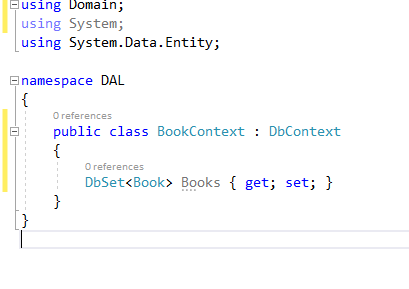 using Domain;
using System;
using System.Data.Entity;
namespace DAL
{
0 references
public class BookContext : DbContext
{
0 references
DbSet<Book> Books { get; set; }
}
}